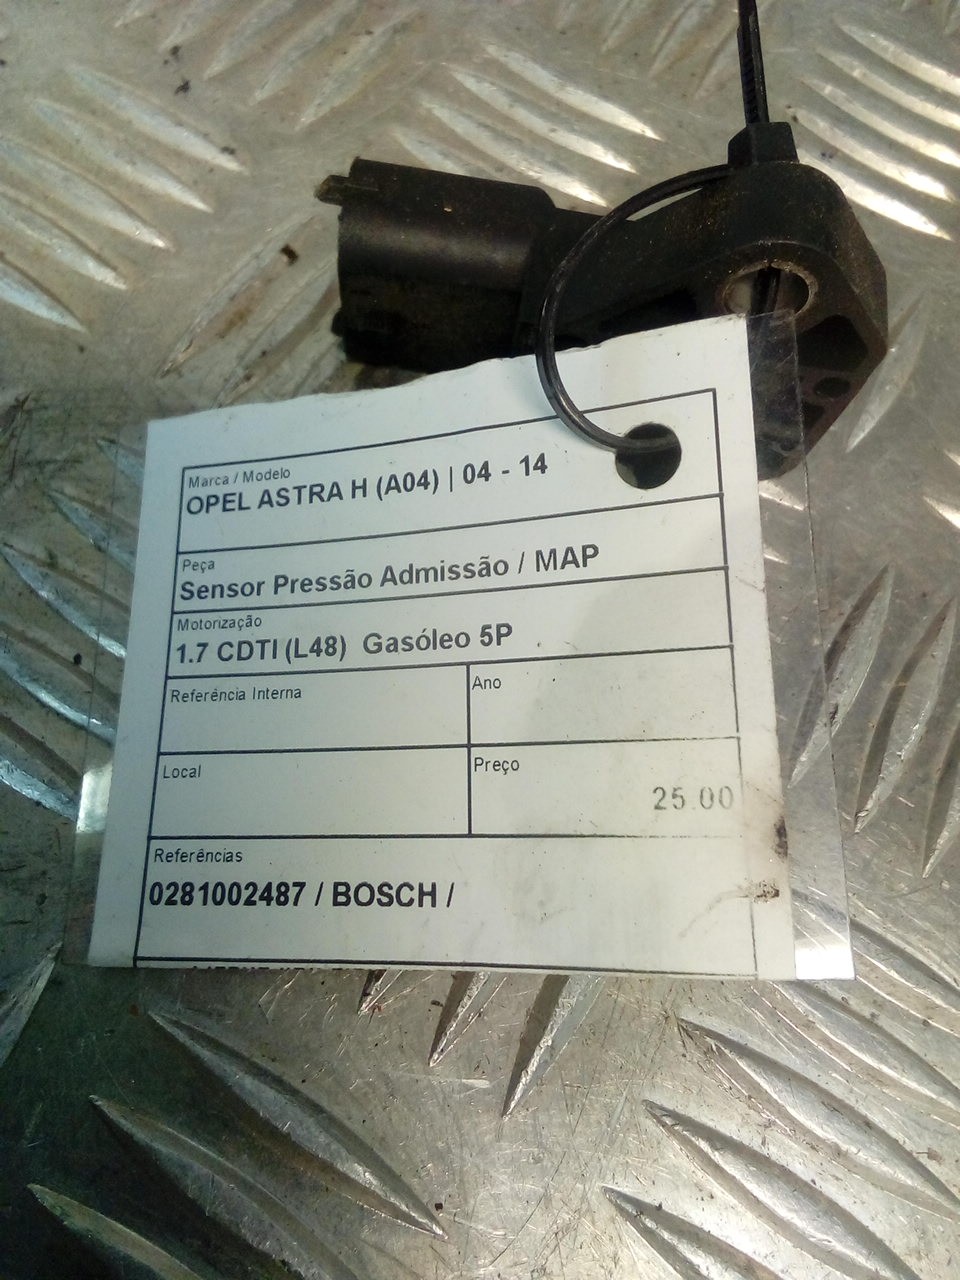 Marca / Modelo
OPEL ASTRA H (A04) | 04 - 14
Peça
Sensor Pressão Admissão / MAP
Motorização
1.7 CDTI (L48) Gasóleo 5P
Referência Interna
Ano
Local
Preço
25.00
Referências
0281002487 / BOSCH /